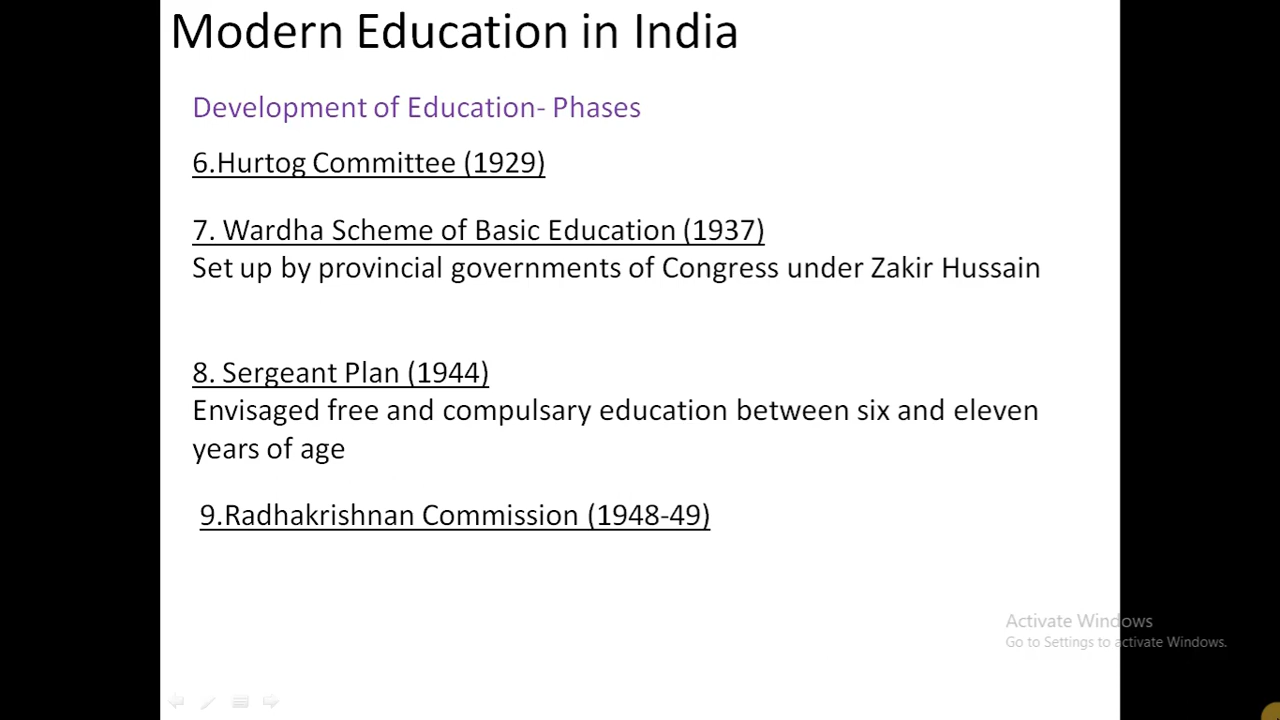 Modern Education in India
Development of Education- Phases
6.Hurtog Committee (1929)
7. Wardha Scheme of Basic Education (1937)
Set up by provincial governments of Congress under Zakir Hussain
8. Sergeant Plan (1944)
Envisaged free and compulsary education between six and eleven
years of age
9.Radhakrishnan Commission (1948-49)
Activate Windows
Go to Settings to activate Windows.